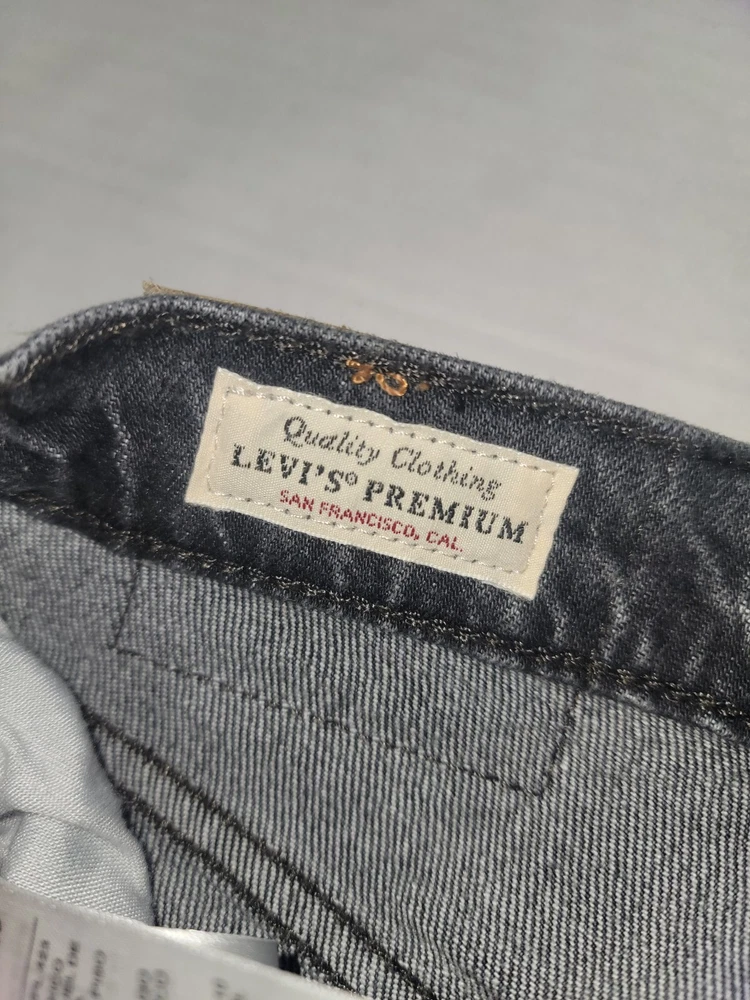 Quality Clothing
LEVI'S® PREMIUM
SAN FRANCISCO, CAL.